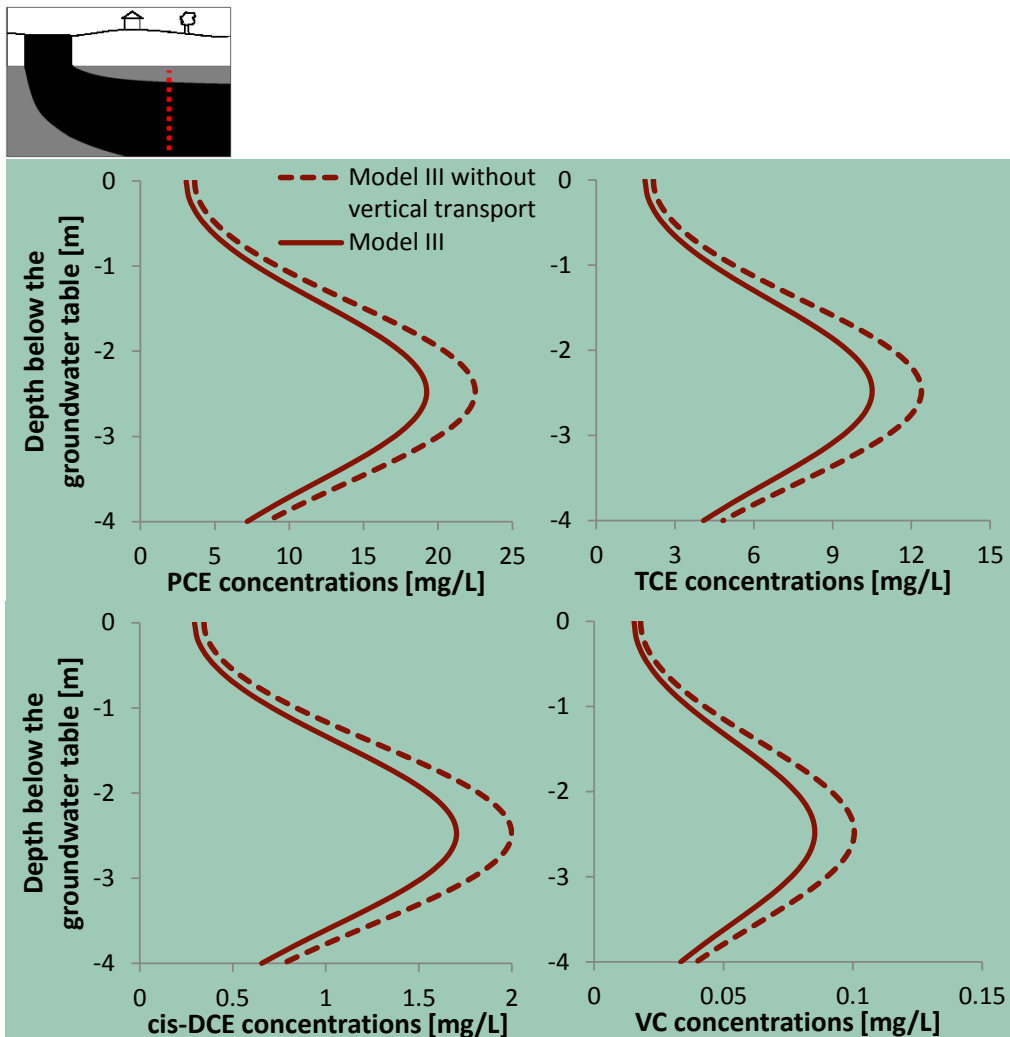 Model III without
vertical transport
Model III
Depth below the
groundwater table [m]
0
-1
-2
-3
-4
0 5 10 15 20 25
PCE concentrations [mg/L]
0
-1
-2
-3
-4
0 3 6 9 12 15
TCE concentrations [mg/L]
Depth below the
groundwater table [m]
0
-1
-2
-3
-4
0 0.5 1 1.5 2
cis-DCE concentrations [mg/L]
0
-1
-2
-3
-4
0 0.05 0.1 0.15
VC concentrations [mg/L]